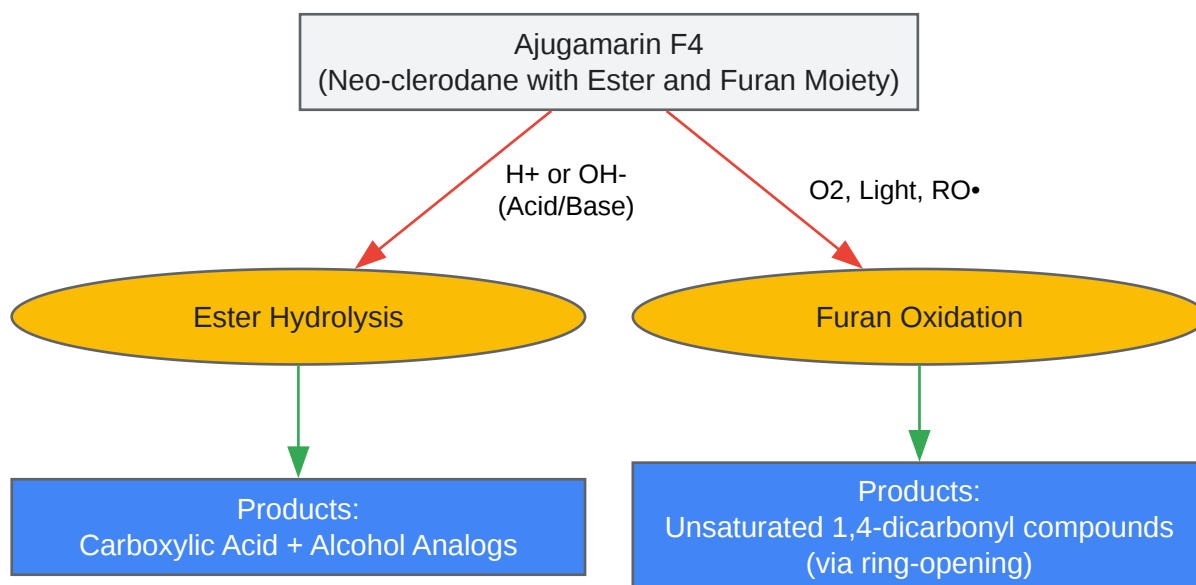 Ajugamarin F4
(Neo-clerodane with Ester and Furan Moiety)
H+ or OH-
(Acid/Base)
O2, Light, RO•
Ester Hydrolysis
Furan Oxidation
Products:
Carboxylic Acid + Alcohol Analogs
Products:
Unsaturated 1,4-dicarbonyl compounds
(via ring-opening)